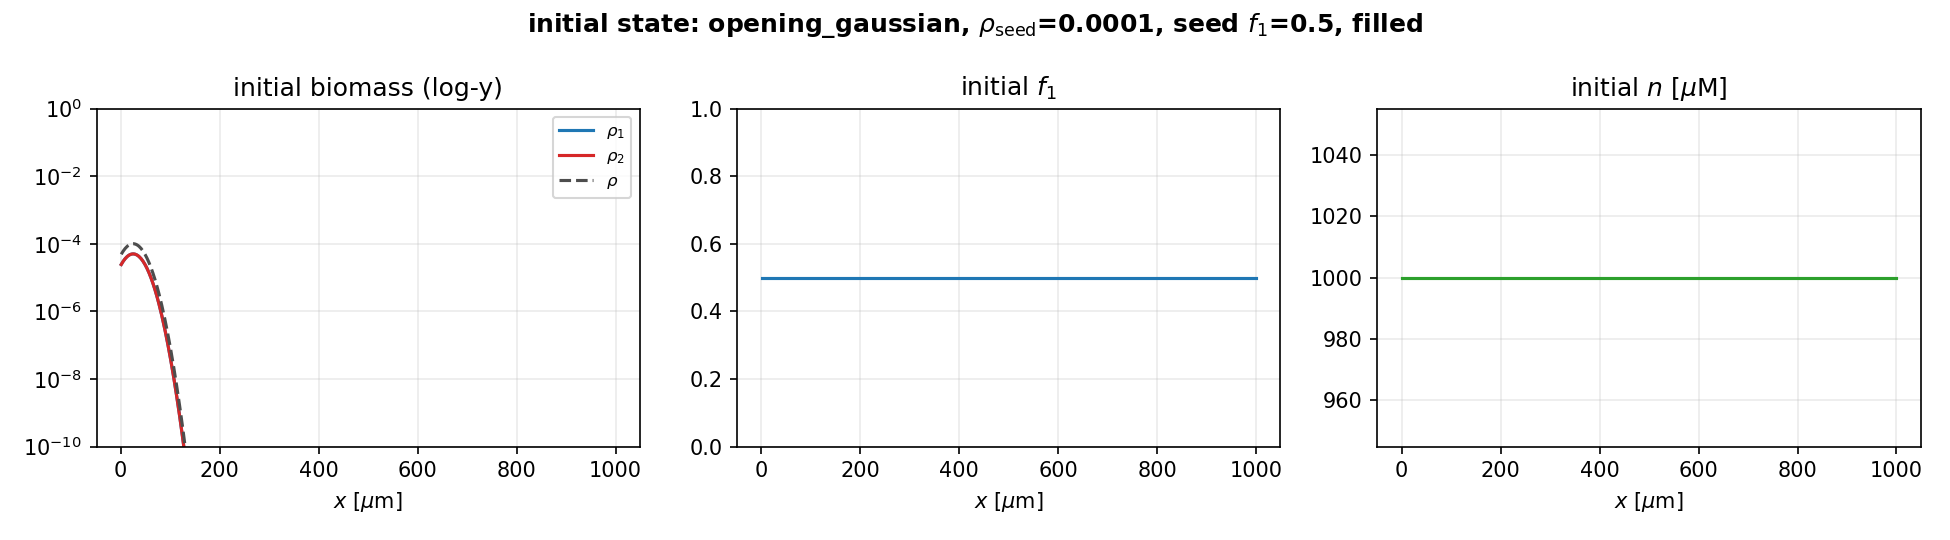 initial state: opening_gaussian, ρseed=0.0001, seed f1=0.5, filled
initial biomass (log-y)
10^0
10^−2
10^−4
10^−6
10^−8
10^−10
ρ1
ρ2
ρ
0 200 400 600 800 1000
x [μm]
initial f1
1.0
0.8
0.6
0.4
0.2
0.0
0 200 400 600 800 1000
x [μm]
initial n [μM]
1040
1020
1000
980
960
0 200 400 600 800 1000
x [μm]